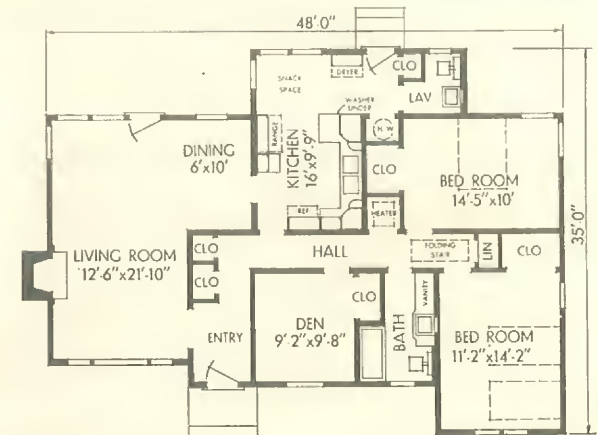 48'-0"
SNACK
SPACE
DRYER
CLO
LAV
WASHER
UNDER
RANGE
H.W
DINING
6'x10'
KITCHEN
16'x9'-9"
CLO
BED ROOM
14'-5"x10'
35'-0"
REF
HEATER
CLO
HALL
FOLDING
STAIR
LIN
CLO
LIVING ROOM
12'-6"x21'-10"
CLO
CLO
DEN
9'-2"x9'-8"
BATH
VANITY
BED ROOM
11'-2"x14'-2"
ENTRY